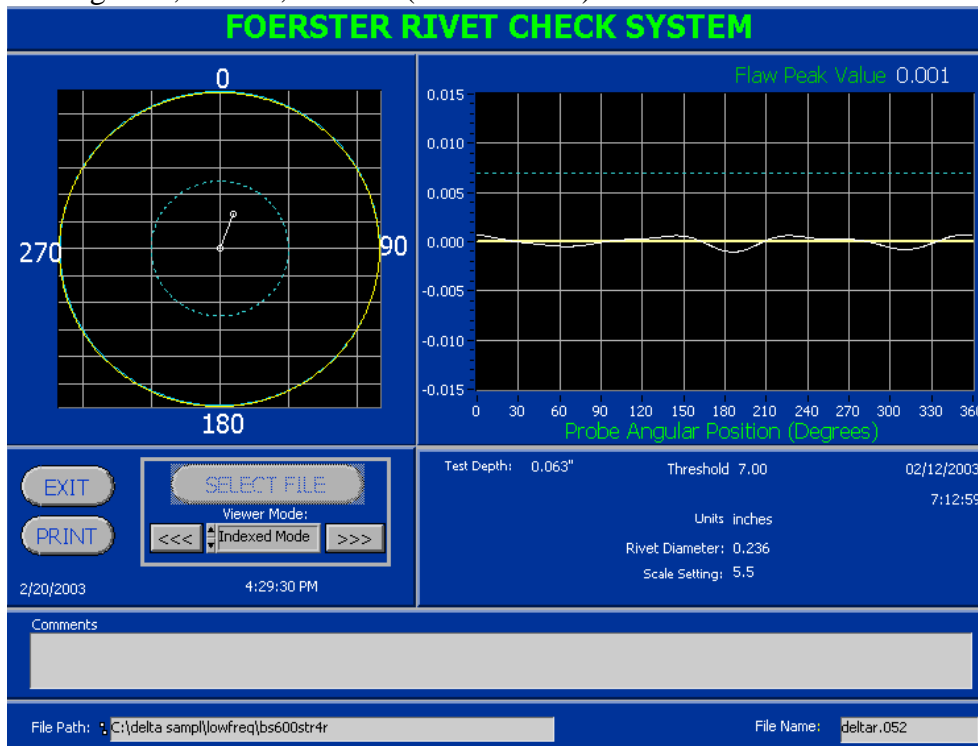 FOERSTER RIVET CHECK SYSTEM
0
270
90
180
Flaw Peak Value 0.001
0.015
0.010
0.005
0.000
-0.005
-0.010
-0.015
0 30 60 90 120 150 180 210 240 270 300 330 360
Probe Angular Position (Degrees)
EXIT
PRINT
SELECT FILE
Viewer Mode:
<<< Indexed Mode >>>
2/20/2003 4:29:30 PM
Test Depth: 0.063" Threshold 7.00 02/12/2003
7:12:59
Units inches
Rivet Diameter: 0.236
Scale Setting: 5.5
Comments
File Path: C:\delta sampl\lowfreq\bs600str4r
File Name: deltar.052